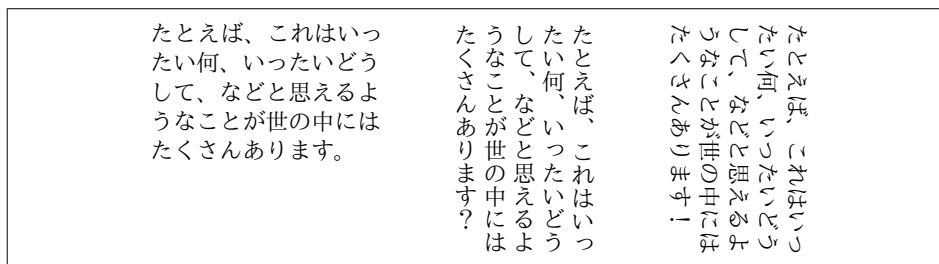 たとえば、これはいっ
たい何、いったいどう
して、などと思えるよ
うなことが世の中には
たくさんあります。
たとえば、これはいっ
たい何、いったいどう
して、などと思えるよ
うなことが世の中には
たくさんあります？
たとえば、これはいっ
たい何、いったいどう
して、などと思えるよ
うなことが世の中には
たくさんあります！